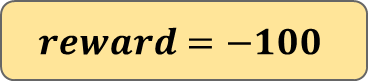 reward = −100